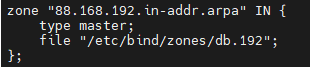 zone "88.168.192.in-addr.arpa" IN {
    type master;
    file "/etc/bind/zones/db.192";
};